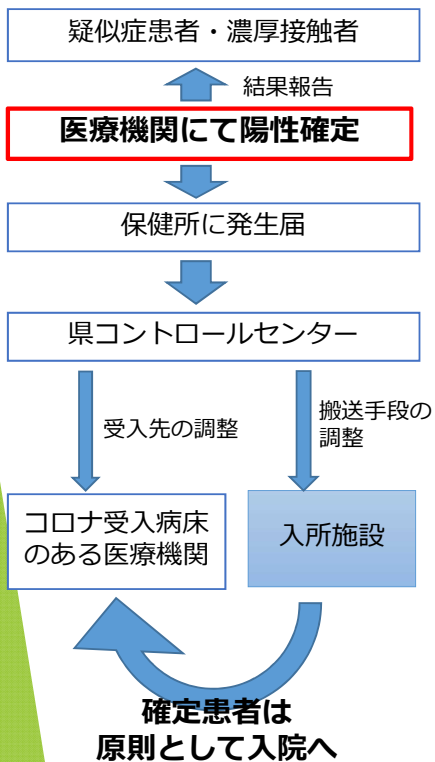 疑似症患者・濃厚接触者
結果報告
医療機関にて陽性確定
保健所に発生届
県コントロールセンター
受入先の調整
搬送手段の
調整
コロナ受入病床
のある医療機関
入所施設
確定患者は
原則として入院へ